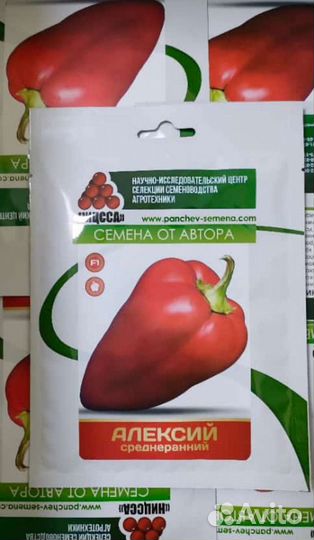 НАУЧНО-ИССЛЕДОВАТЕЛЬСКИЙ ЦЕНТР
СЕЛЕКЦИИ СЕМЕНОВОДСТВА
АГРОТЕХНИКИ
"НИЦССА"
www.panchev-semena.com
СЕМЕНА ОТ АВТОРА
F1
АЛЕКСИЙ
среднеранний
СЕМЕНА ОТ АВТОРА
www.panchev-semena.com
АГРОТЕХНИКИ
"НИЦССА"
Avito